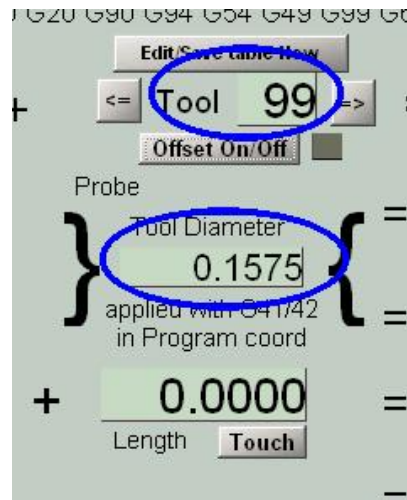 G20 G90 G94 G54 G49 G99
Edit/Save table Now
+ <= Tool 99 =>
Offset On/Off
Probe
} Tool Diameter { =
0.1575
applied with G41/42 =
in Program coord
+ 0.0000 =
Length Touch